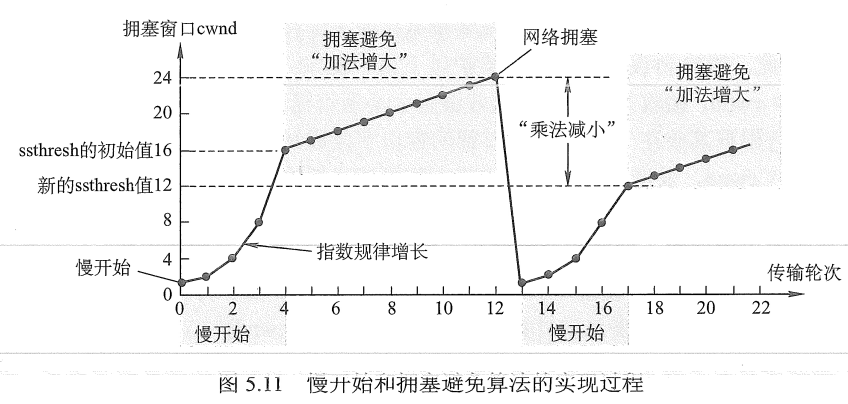 拥塞窗口cwnd
拥塞避免
“加法增大”
网络拥塞
拥塞避免
“加法增大”
24
20
ssthresh的初始值16
“乘法减小”
新的ssthresh值12
8
4
指数规律增长
慢开始
0
传输轮次
0 2 4 6 8 10 12 14 16 18 20 22
慢开始
慢开始
图 5.11 慢开始和拥塞避免算法的实现过程